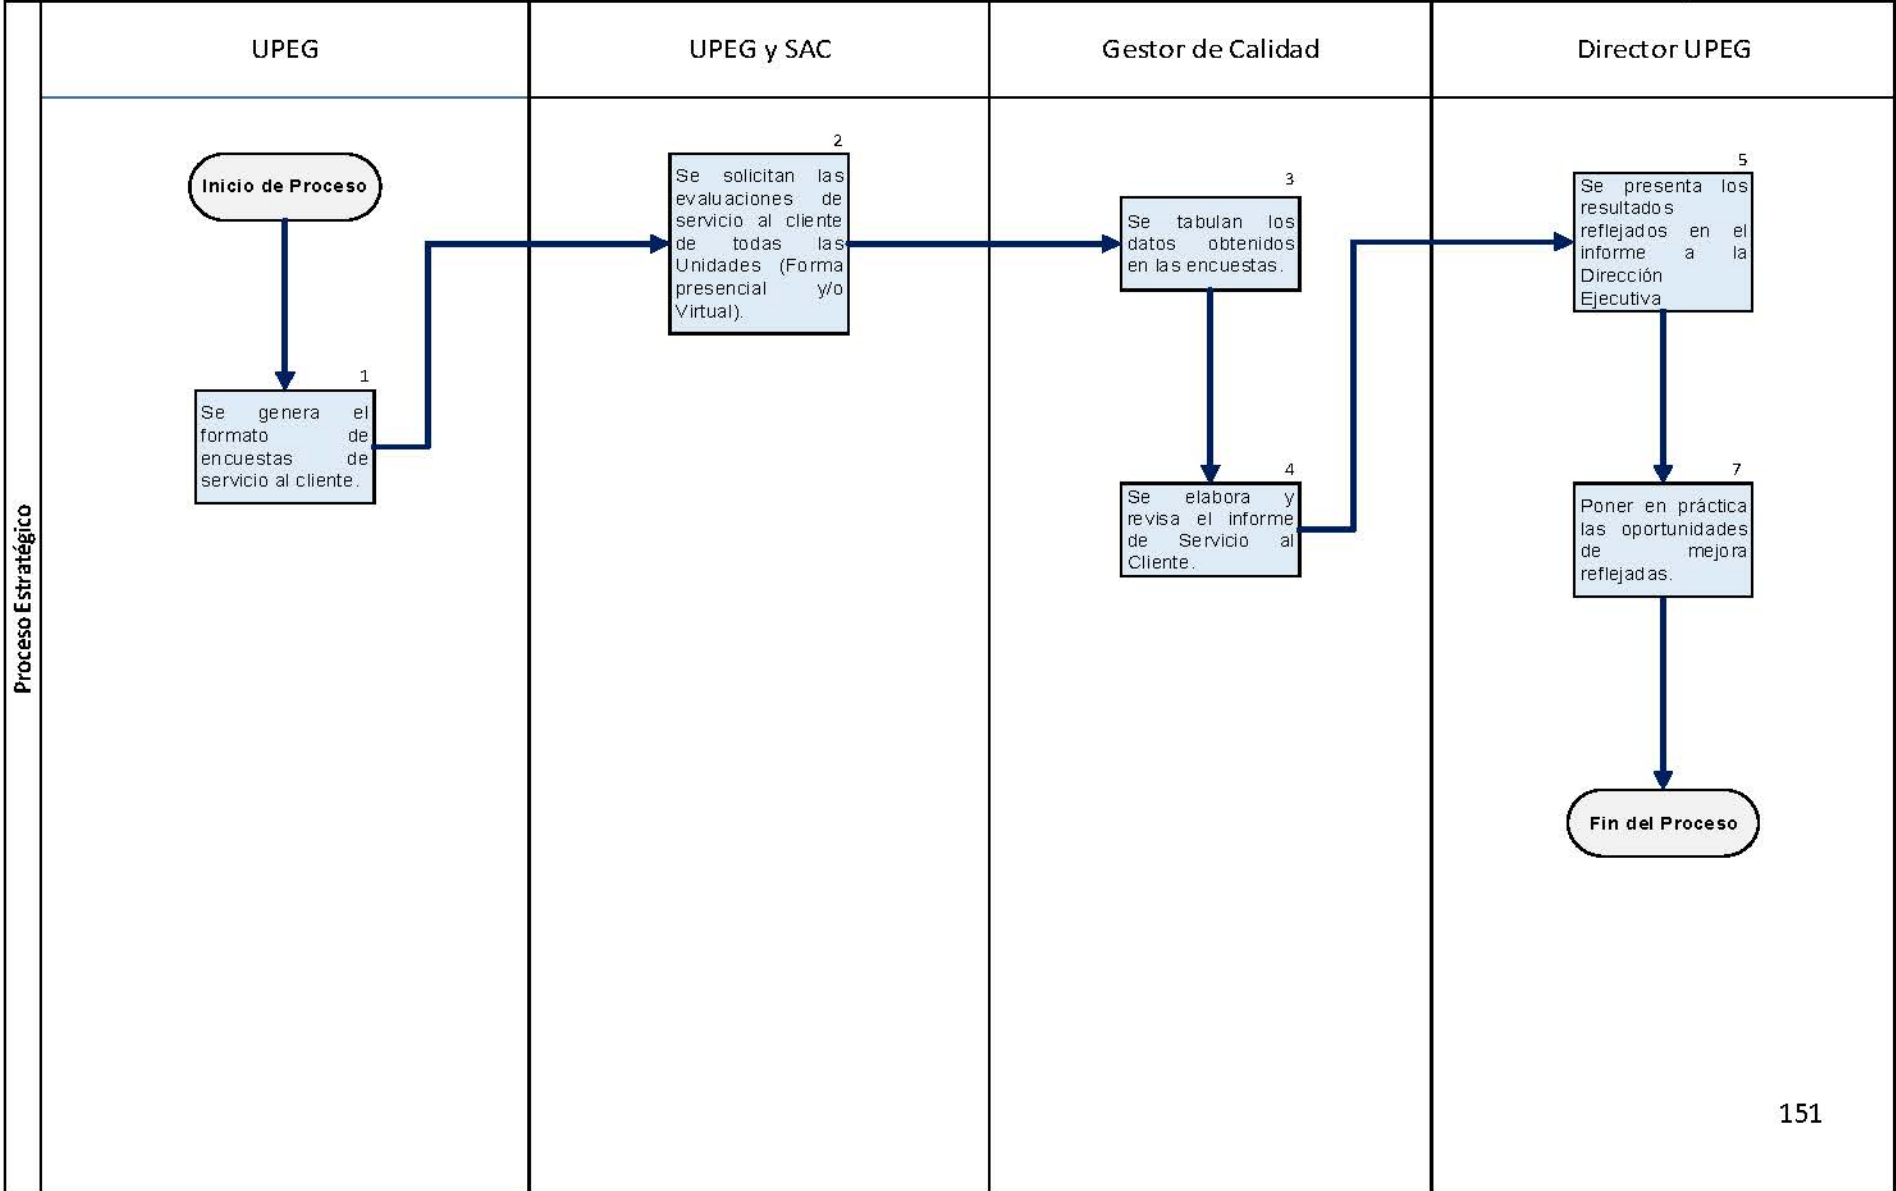 UPEG
UPEG y SAC
Gestor de Calidad
Director UPEG
Proceso Estratégico
Inicio de Proceso
1
Se genera el
formato de
encuestas de
servicio al cliente.
2
Se solicitan las
evaluaciones de
servicio al cliente
de todas las
Unidades (Forma
presencial y/o
Virtual).
3
Se tabulan los
datos obtenidos
en las encuestas.
4
Se elabora y
revisa el informe
de Servicio al
Cliente.
5
Se presenta los
resultados
reflejados en el
informe a la
Dirección
Ejecutiva
7
Poner en práctica
las oportunidades
de mejora
reflejadas.
Fin del Proceso
151